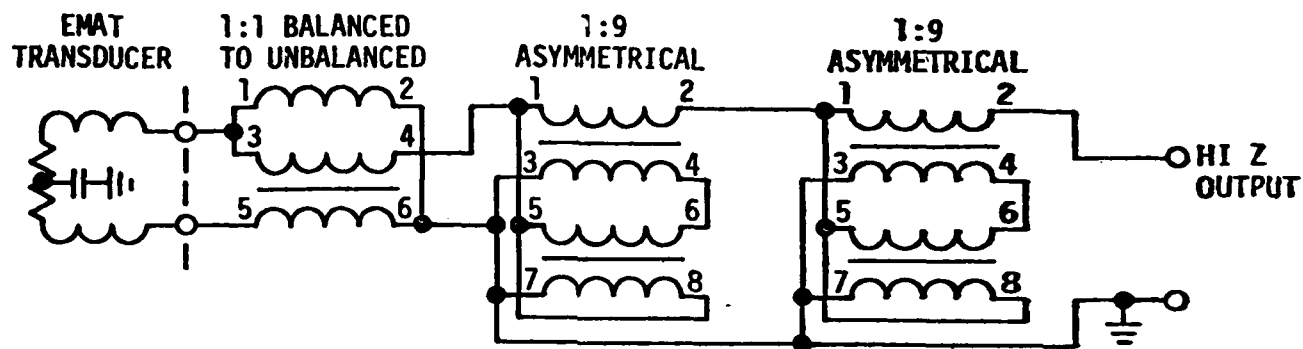 EMAT
TRANSDUCER
1:1 BALANCED
TO UNBALANCED
1:9
ASYMMETRICAL
1:9
ASYMMETRICAL
1 2
3 4
5 6
1 2
3 4
5 6
7 8
1 2
3 4
5 6
7 8
HI Z
OUTPUT